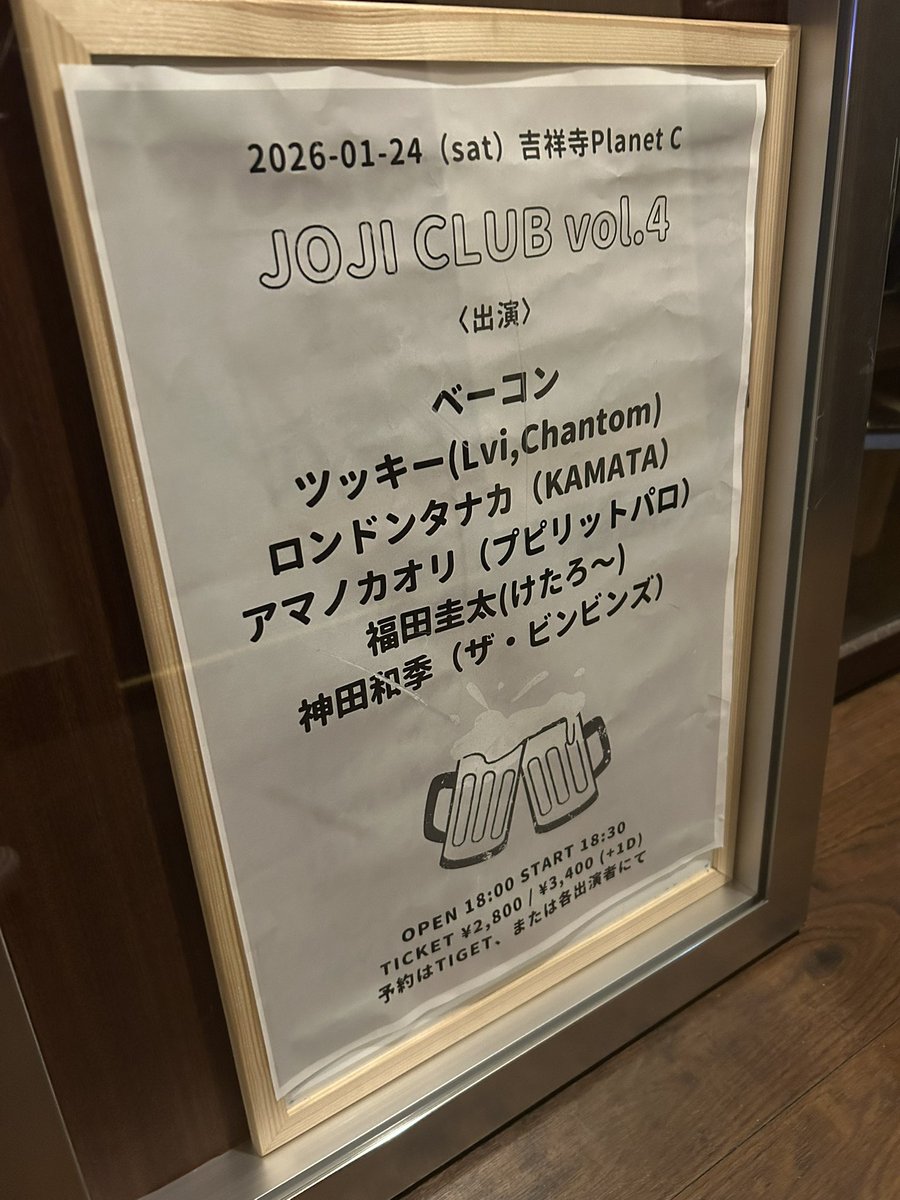 2026-01-24（sat）吉祥寺Planet C
JOJI CLUB vol.4
〈出演〉
ベーコン
ツッキー(Lvi,Chantom)
ロンドンタナカ（KAMATA）
アマノカオリ（プピリットパロ）
福田圭太(けたろ〜)
神田和季（ザ・ビンビンズ）
OPEN 18:00 START 18:30
TICKET ¥2,800 / ¥3,400 (+1D)
予約はTIGET、または各出演者にて